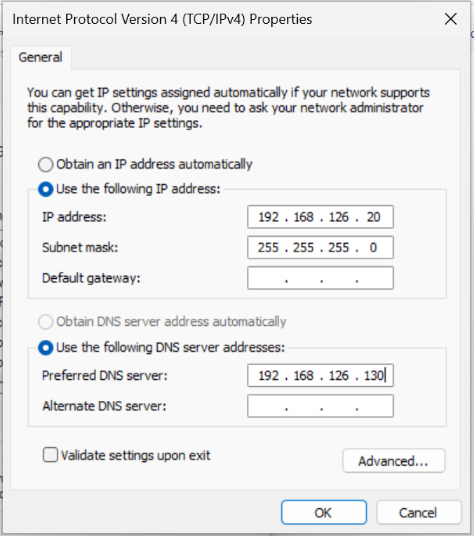 Internet Protocol Version 4 (TCP/IPv4) Properties
General
You can get IP settings assigned automatically if your network supports
this capability. Otherwise, you need to ask your network administrator
for the appropriate IP settings.
Obtain an IP address automatically
Use the following IP address:
IP address: 192 . 168 . 126 . 20
Subnet mask: 255 . 255 . 255 . 0
Default gateway: . . .
Obtain DNS server address automatically
Use the following DNS server addresses:
Preferred DNS server: 192 . 168 . 126 . 130
Alternate DNS server: . . .
Validate settings upon exit
Advanced...
OK Cancel